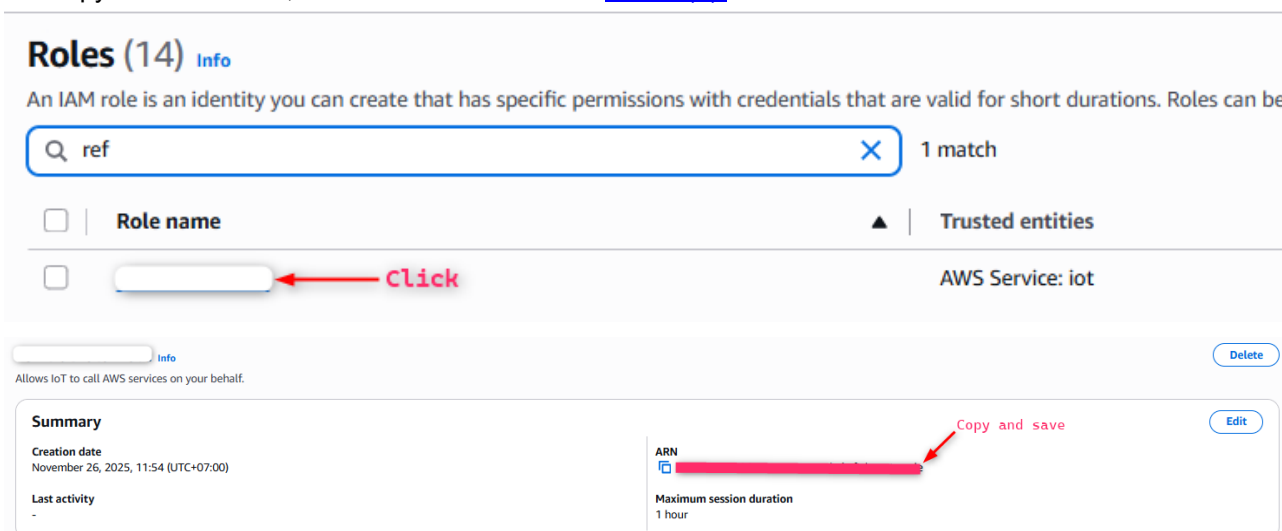 Roles (14) Info
An IAM role is an identity you can create that has specific permissions with credentials that are valid for short durations. Roles can be
ref
1 match
Role name
Trusted entities
Click
AWS Service: iot
Info
Delete
Allows IoT to call AWS services on your behalf.
Summary
Edit
Copy and save
Creation date
ARN
November 26, 2025, 11:54 (UTC+07:00)
Last activity
Maximum session duration
-
1 hour